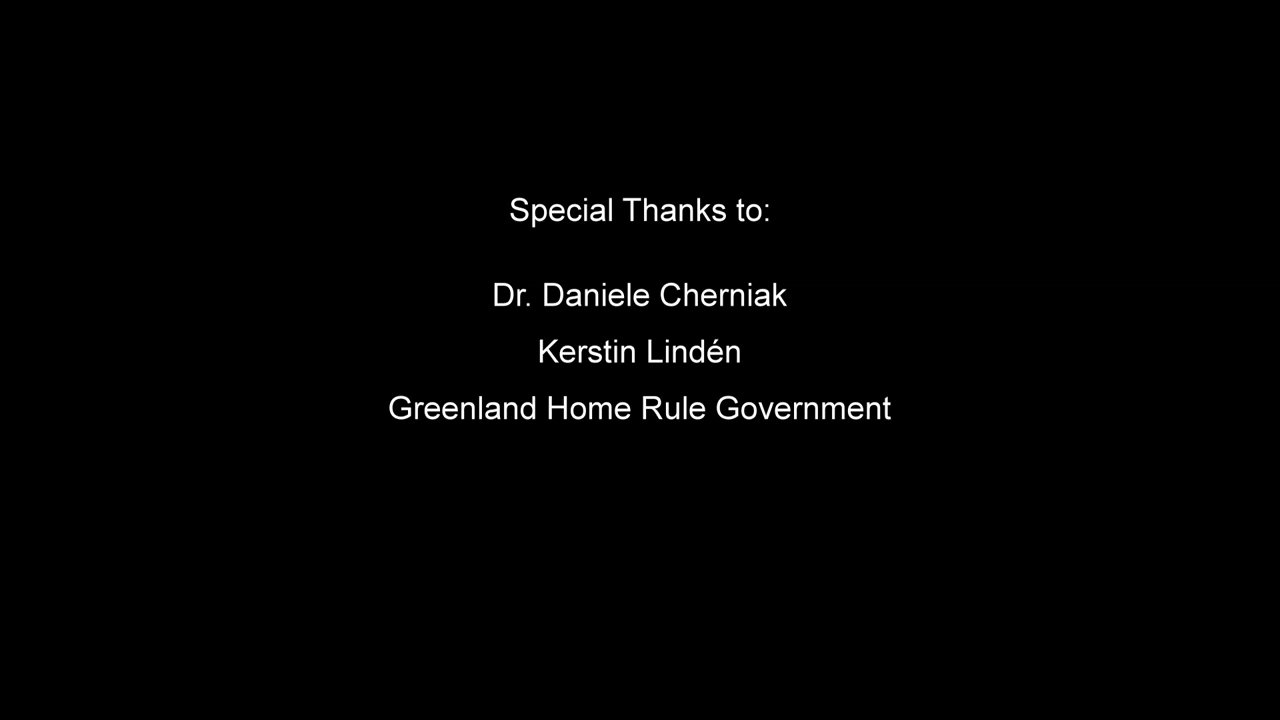 Special Thanks to:
Dr. Daniele Cherniak
Kerstin Lindén
Greenland Home Rule Government